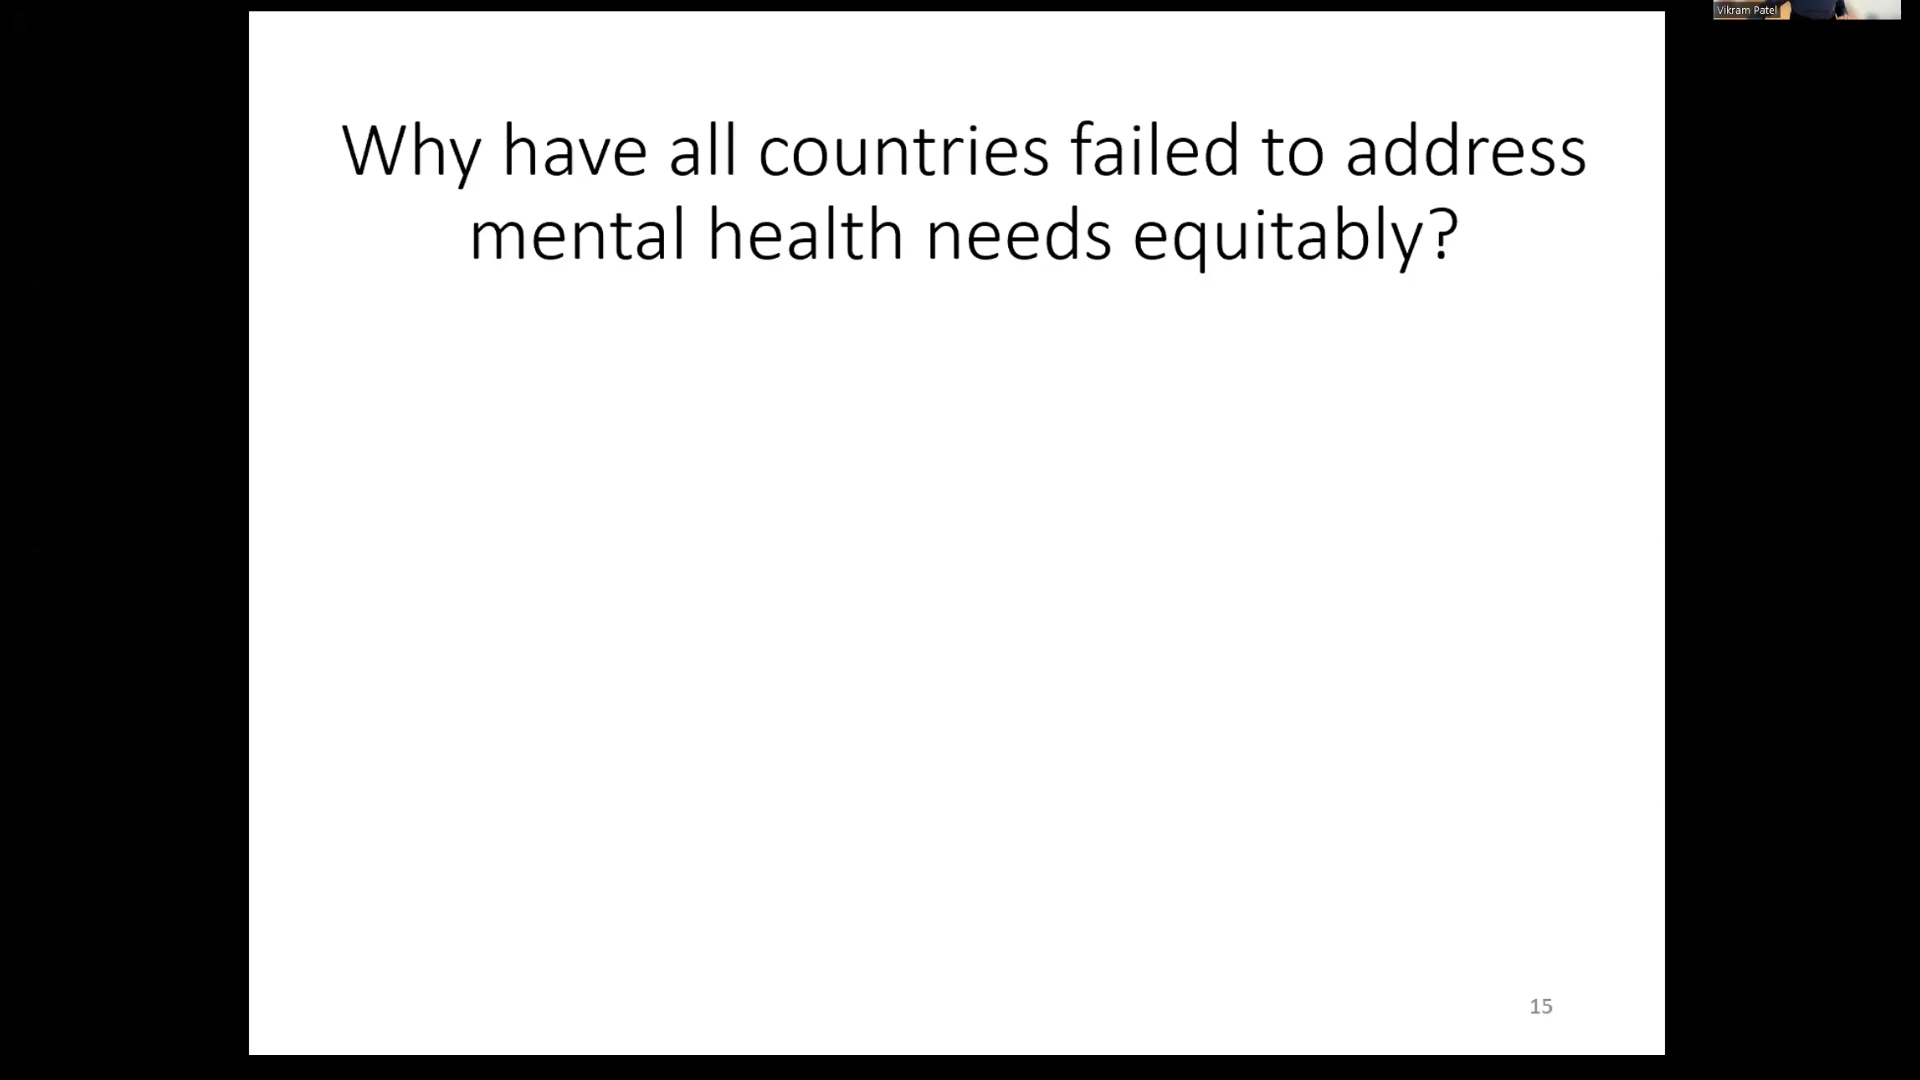 Vikram Patel
Why have all countries failed to address
mental health needs equitably?
15